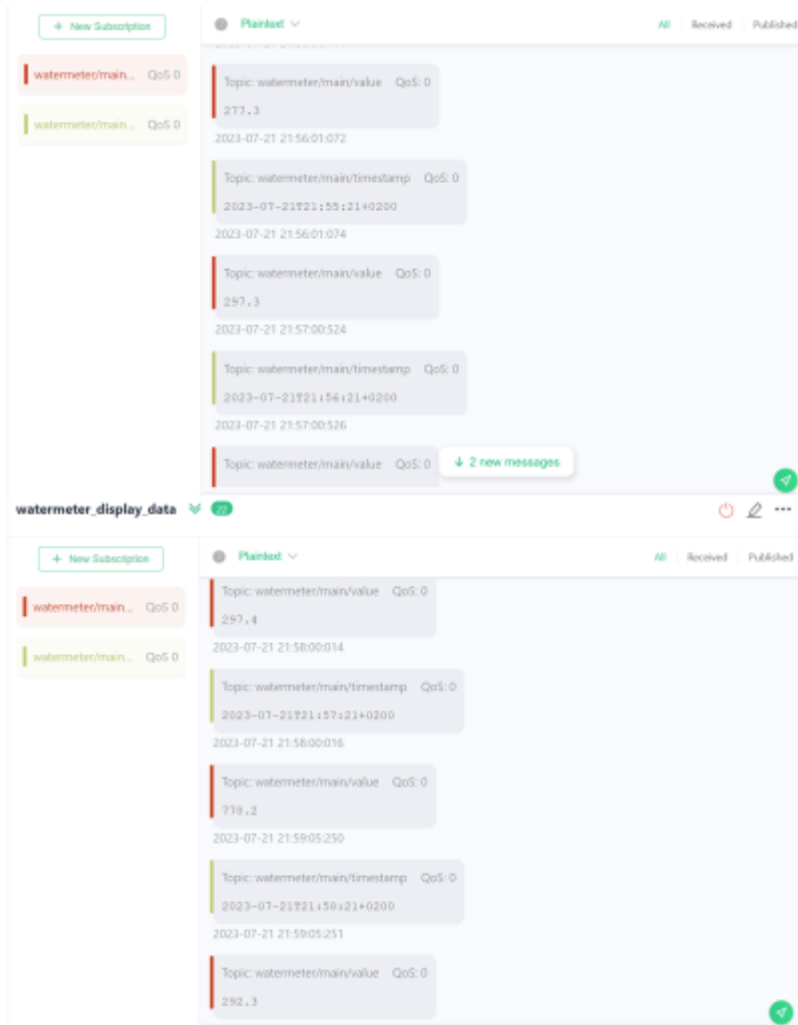 + New Subscription
Plaintext
All Received Published
watermeter/main... QoS 0
watermeter/main... QoS 0
Topic: watermeter/main/value QoS: 0
277.3
2023-07-21 21:56:01:072
Topic: watermeter/main/timestamp QoS: 0
2023-07-21T21:55:21+0200
2023-07-21 21:56:01:074
Topic: watermeter/main/value QoS: 0
297.3
2023-07-21 21:57:00:524
Topic: watermeter/main/timestamp QoS: 0
2023-07-21T21:56:21+0200
2023-07-21 21:57:00:526
Topic: watermeter/main/value QoS: 0
↓ 2 new messages
watermeter_display_data 22
+ New Subscription
Plaintext
All Received Published
watermeter/main... QoS 0
watermeter/main... QoS 0
Topic: watermeter/main/value QoS: 0
297.4
2023-07-21 21:58:00:014
Topic: watermeter/main/timestamp QoS: 0
2023-07-21T21:57:21+0200
2023-07-21 21:58:00:016
Topic: watermeter/main/value QoS: 0
778.2
2023-07-21 21:59:05:250
Topic: watermeter/main/timestamp QoS: 0
2023-07-21T21:58:21+0200
2023-07-21 21:59:05:251
Topic: watermeter/main/value QoS: 0
292.3